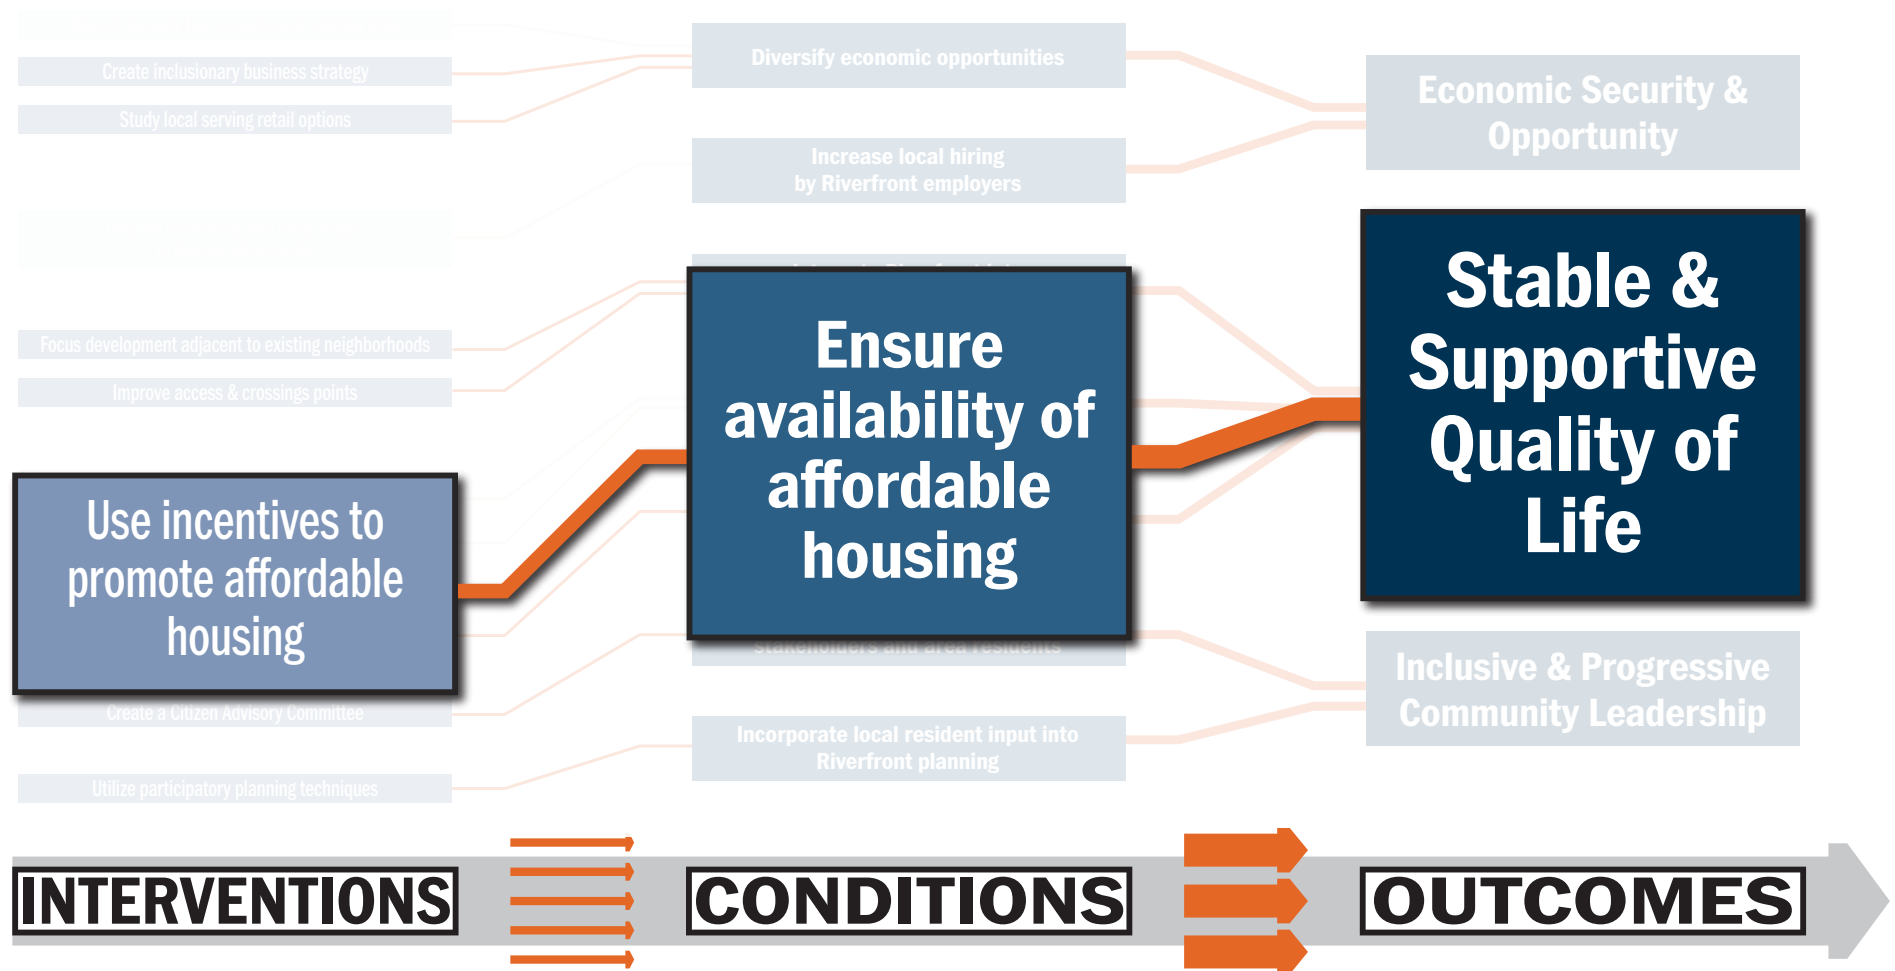 Create inclusionary business strategy
Study local serving retail options
Focus development adjacent to existing neighborhoods
Improve access & crossings points
Use incentives to
promote affordable
housing
Create a Citizen Advisory Committee
Utilize participatory planning techniques
Diversify economic opportunities
Increase local hiring
by Riverfront employers
Ensure
availability of
affordable
housing
stakeholders and area residents
Incorporate local resident input into
Riverfront planning
Economic Security &
Opportunity
Stable &
Supportive
Quality of
Life
Inclusive & Progressive
Community Leadership
INTERVENTIONS
CONDITIONS
OUTCOMES